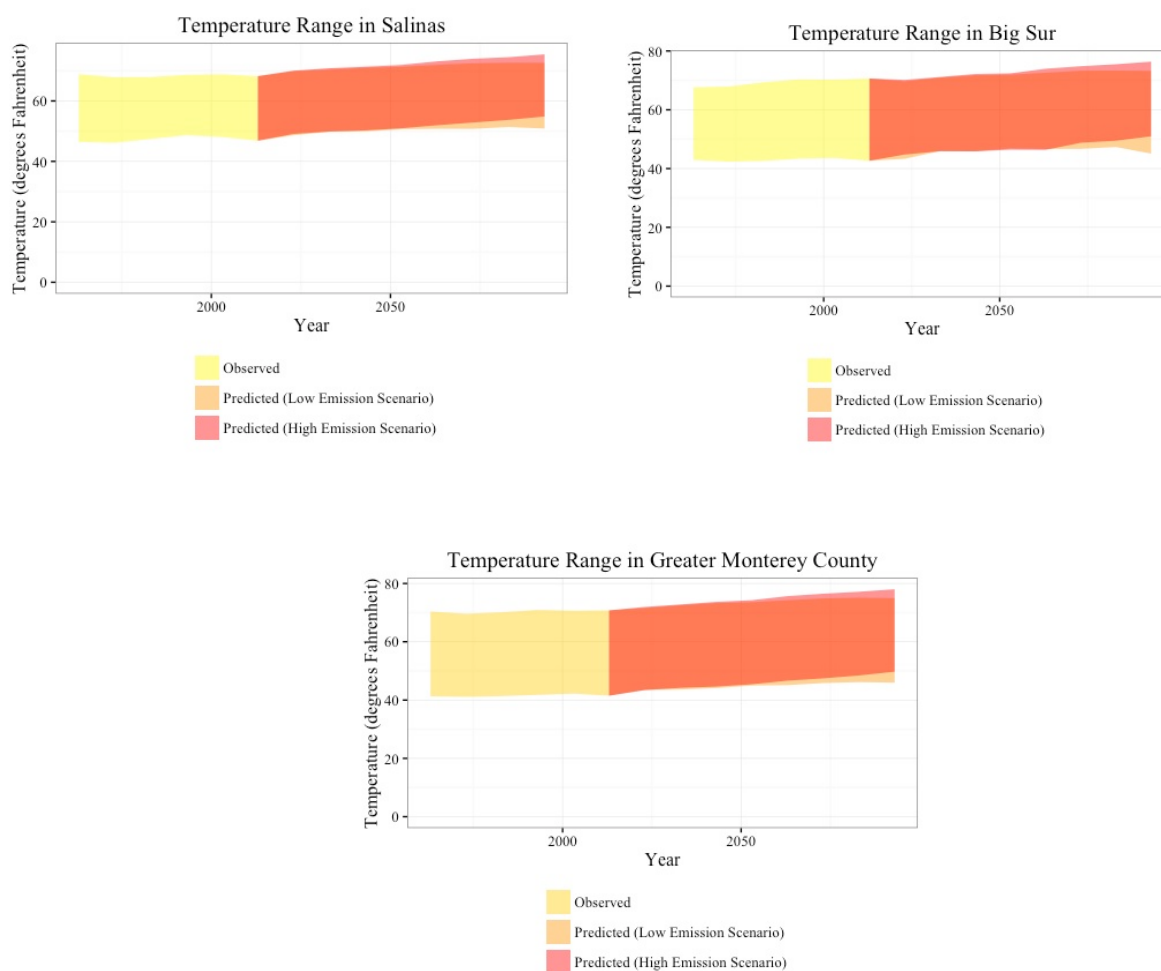 Temperature Range in Salinas
Temperature (degrees Fahrenheit)
60
40
20
0
2000 2050
Year
Observed
Predicted (Low Emission Scenario)
Predicted (High Emission Scenario)
Temperature Range in Big Sur
Temperature (degrees Fahrenheit)
80
60
40
20
0
2000 2050
Year
Observed
Predicted (Low Emission Scenario)
Predicted (High Emission Scenario)
Temperature Range in Greater Monterey County
Temperature (degrees Fahrenheit)
80
60
40
20
0
2000 2050
Year
Observed
Predicted (Low Emission Scenario)
Predicted (High Emission Scenario)